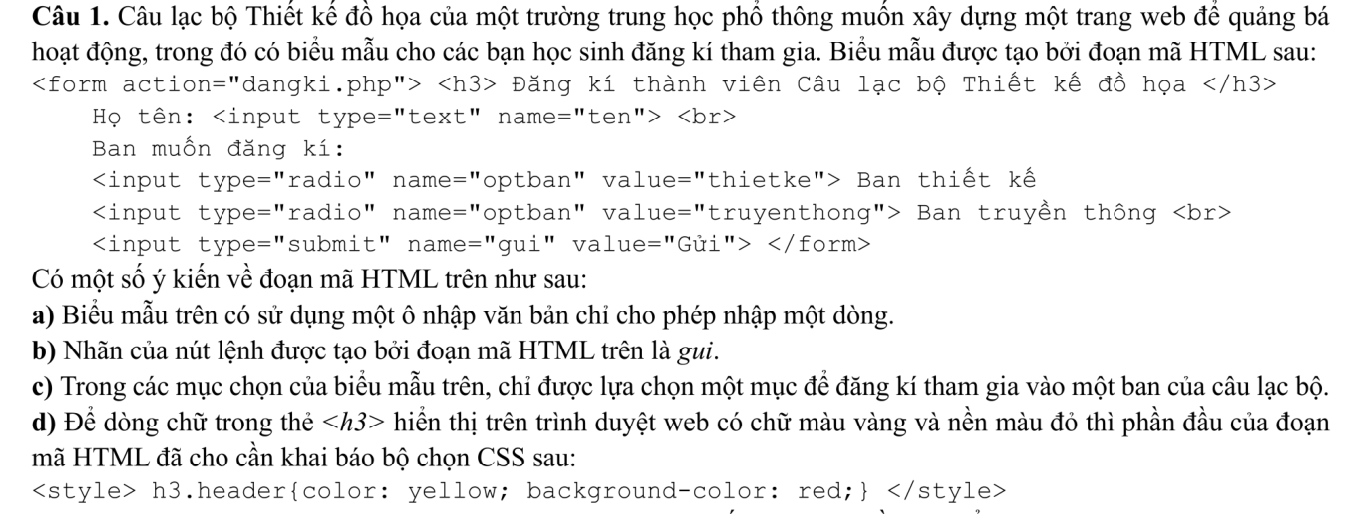 Câu 1. Câu lạc bộ Thiết kế đồ họa của một trường trung học phổ thông muốn xây dựng một trang web để quảng bá
hoạt động, trong đó có biểu mẫu cho các bạn học sinh đăng kí tham gia. Biểu mẫu được tạo bởi đoạn mã HTML sau:
<form action="dangki.php"> <h3> Đăng kí thành viên Câu lạc bộ Thiết kế đồ họa </h3>
Họ tên: <input type="text" name="ten"> <br>
Ban muốn đăng kí:
<input type="radio" name="optban" value="thietke"> Ban thiết kế
<input type="radio" name="optban" value="truyenthong"> Ban truyền thông <br>
<input type="submit" name="gui" value="Gửi"> </form>
Có một số ý kiến về đoạn mã HTML trên như sau:
a) Biểu mẫu trên có sử dụng một ô nhập văn bản chỉ cho phép nhập một dòng.
b) Nhãn của nút lệnh được tạo bởi đoạn mã HTML trên là gui.
c) Trong các mục chọn của biểu mẫu trên, chỉ được lựa chọn một mục để đăng kí tham gia vào một ban của câu lạc bộ.
d) Để dòng chữ trong thẻ <h3> hiển thị trên trình duyệt web có chữ màu vàng và nền màu đỏ thì phần đầu của đoạn
mã HTML đã cho cần khai báo bộ chọn CSS sau:
<style> h3.header{color: yellow; background-color: red;} </style>